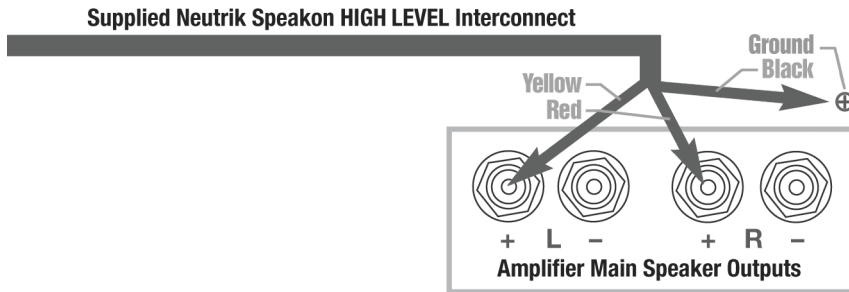 Supplied Neutrik Speakon HIGH LEVEL Interconnect
Ground
Black
Yellow
Red
+ L − + R −
Amplifier Main Speaker Outputs